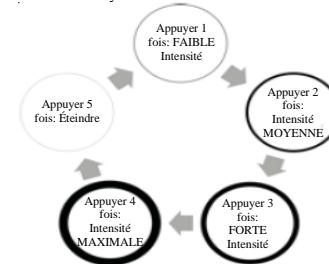 Appuyer 1
fois: FAIBLE
Intensité
Appuyer 2
fois:
Intensité
MOYENNE
Appuyer 3
fois:
FORTE
Intensité
Appuyer 4
fois:
Intensité
MAXIMALE
Appuyer 5
fois: Éteindre